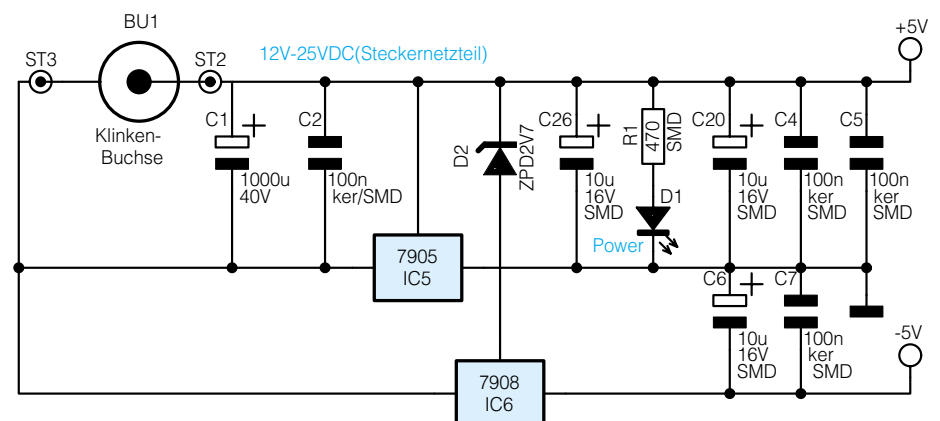 BU1
ST3
ST2
12V-25VDC(Steckernetzteil)
+5V
Klinken-
Buchse
C1
+
1000u
40V
C2
100n
ker/SMD
D2
ZPD2V7
C26
+
10u
16V
SMD
R1
470
SMD
D1
Power
C20
+
10u
16V
SMD
C4
100n
ker
SMD
C5
100n
ker
SMD
7905
IC5
C6
+
10u
16V
SMD
C7
100n
ker
SMD
-5V
7908
IC6